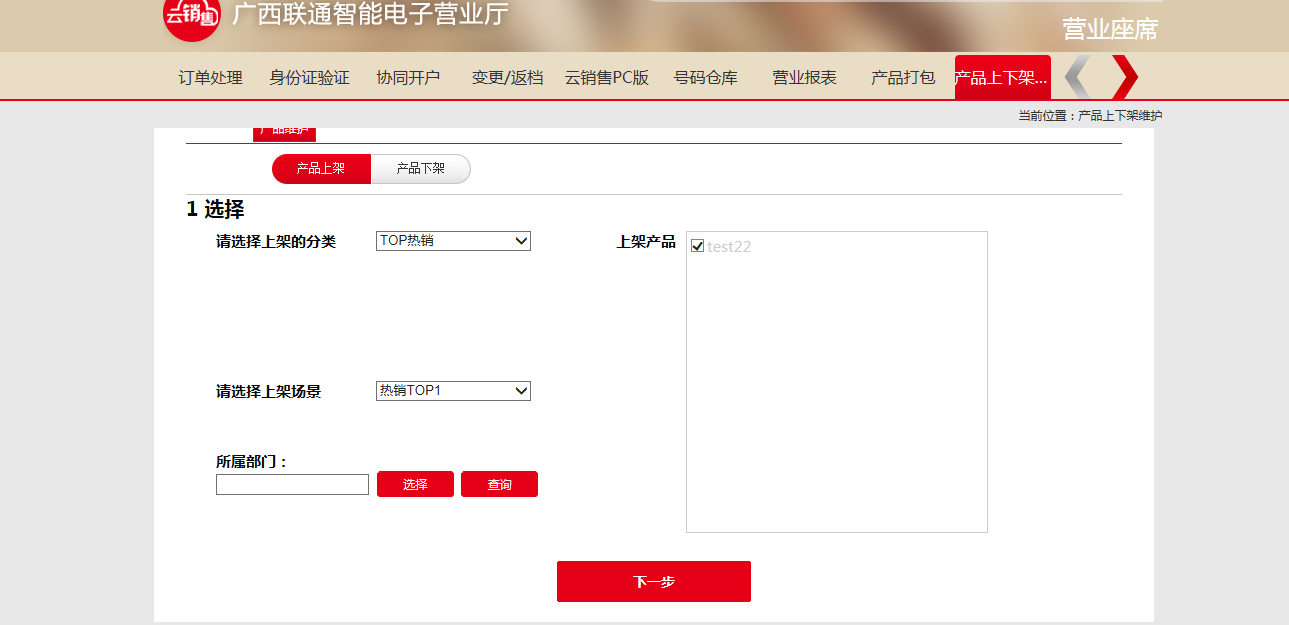 云销售 广西联通智能电子营业厅
营业座席
订单处理 身份证验证 协同开户 变更/返档 云销售PC版 号码仓库 营业报表 产品打包 产品上下架...
当前位置：产品上下架维护
产品维护
产品上架 产品下架
1 选择
请选择上架的分类 TOP热销 上架产品 test22
请选择上架场景 热销TOP1
所属部门：
选择 查询
下一步